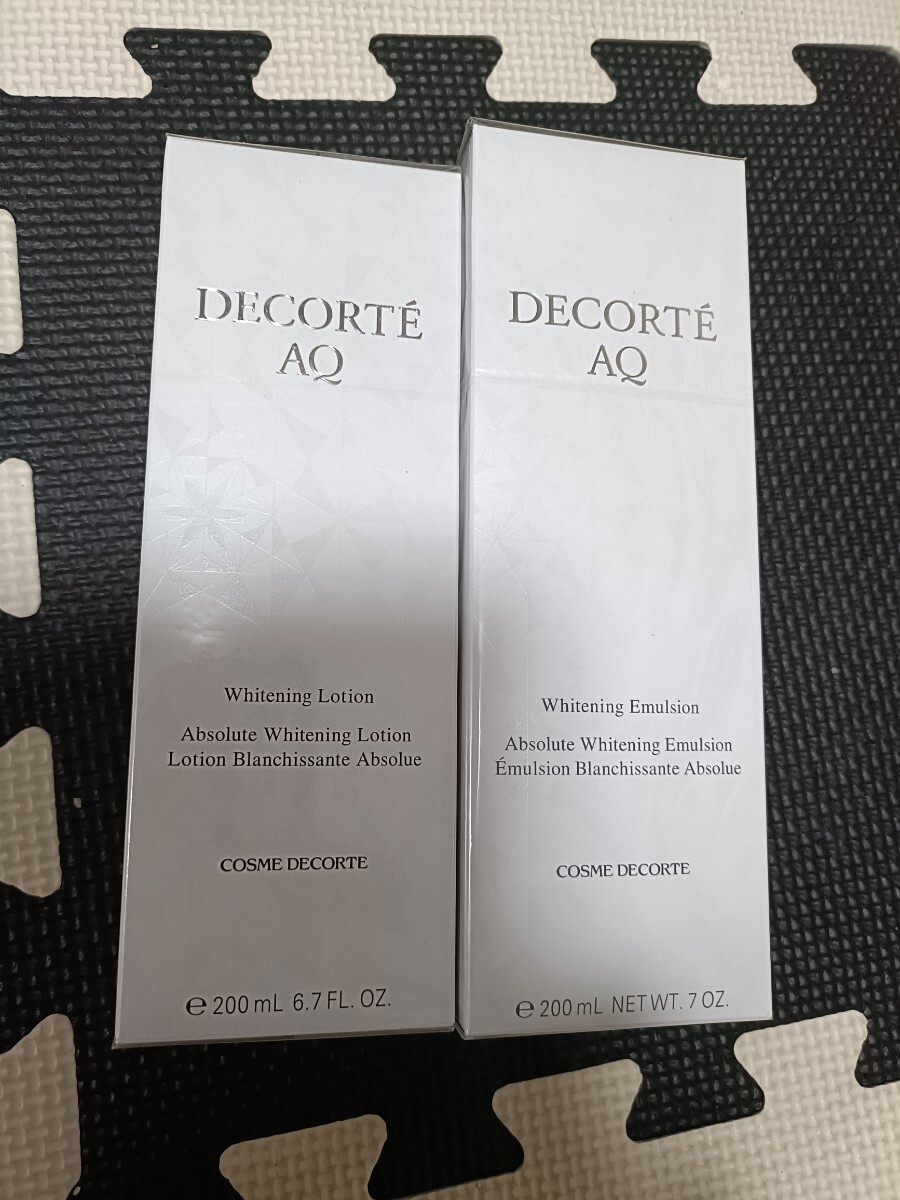 DECORTÉ
AQ
Whitening Lotion
Absolute Whitening Lotion
Lotion Blanchissante Absolue
COSME DECORTE
℮ 200 mL 6.7 FL. OZ.
DECORTÉ
AQ
Whitening Emulsion
Absolute Whitening Emulsion
Émulsion Blanchissante Absolue
COSME DECORTE
℮ 200 mL NET WT. 7 OZ.